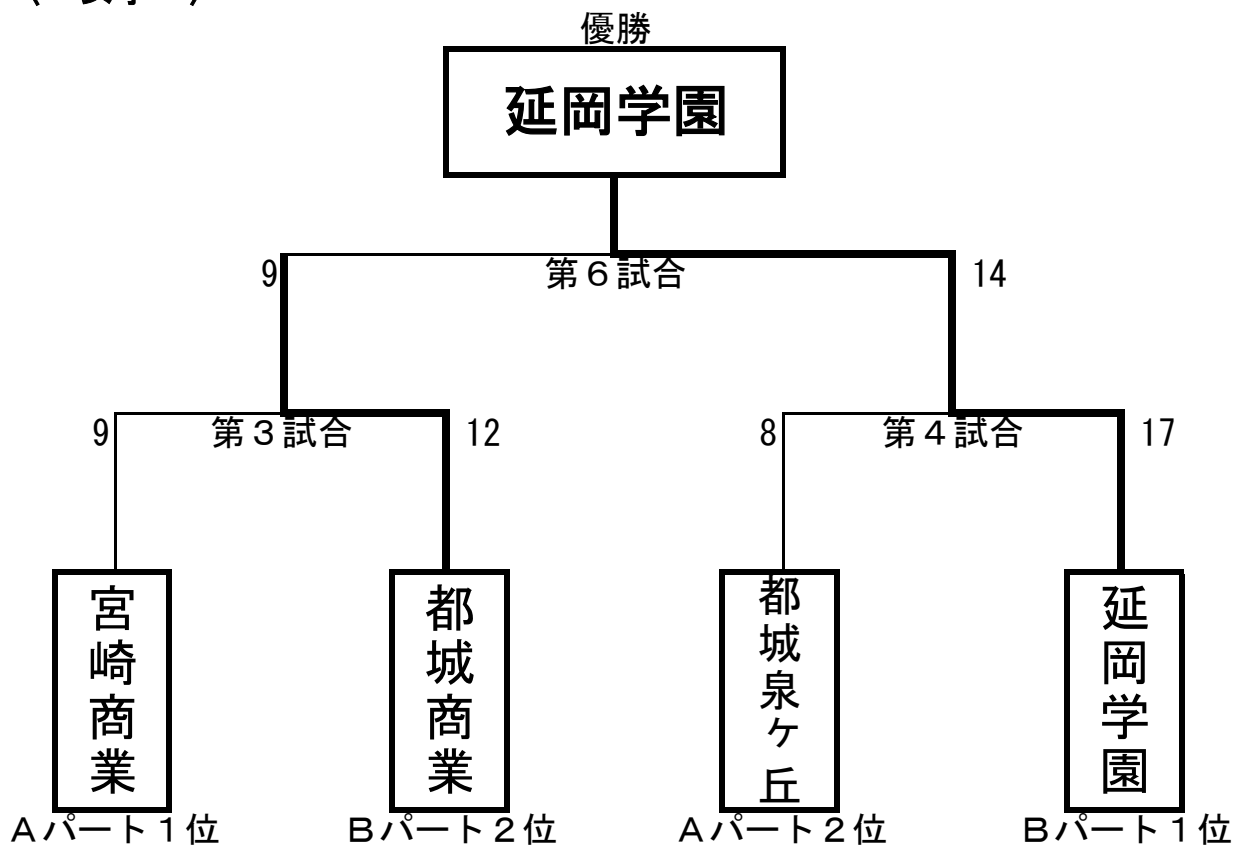 優勝
延岡学園
9
第６試合
14
9
第３試合
12
8
第４試合
17
宮崎商業
都城商業
都城泉ヶ丘
延岡学園
Ａパート１位
Ｂパート２位
Ａパート２位
Ｂパート１位